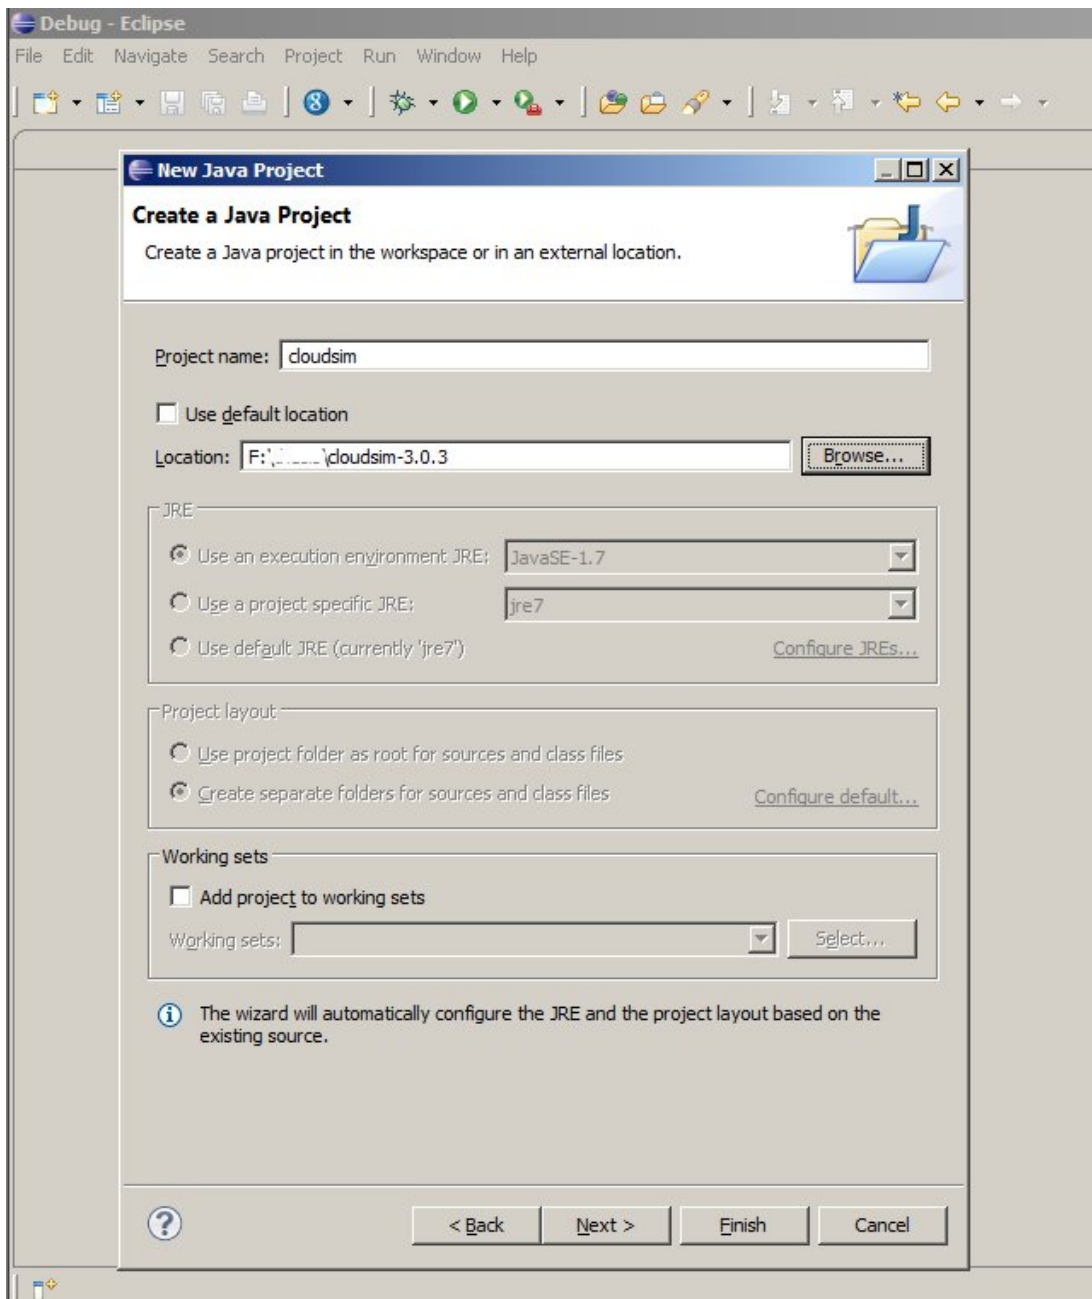 Debug - Eclipse
File Edit Navigate Search Project Run Window Help
8
New Java Project
Create a Java Project
Create a Java project in the workspace or in an external location.
Project name: cloudsim
Use default location
Location: F:\ \cloudsim-3.0.3 Browse...
JRE
Use an execution environment JRE: JavaSE-1.7
Use a project specific JRE: jre7
Use default JRE (currently 'jre7') Configure JREs...
Project layout
Use project folder as root for sources and class files
Create separate folders for sources and class files Configure default...
Working sets
Add project to working sets
Working sets: Select...
The wizard will automatically configure the JRE and the project layout based on the
existing source.
< Back Next > Finish Cancel